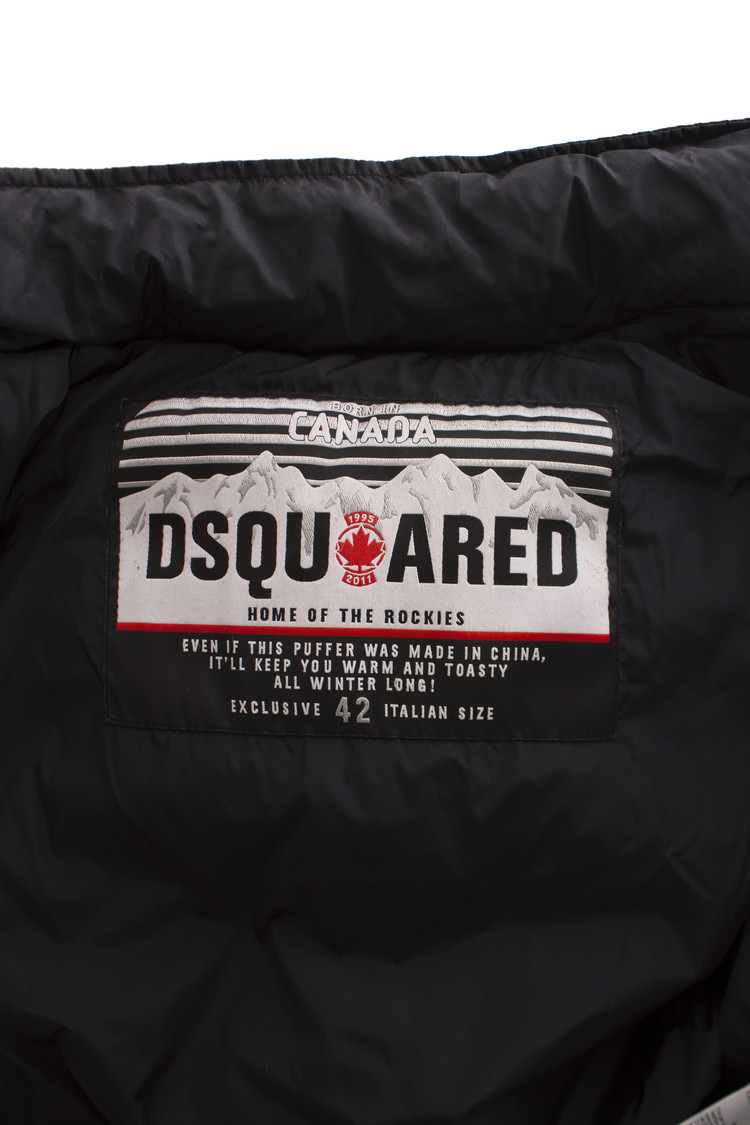 BORN IN
CANADA
1995
DSQU ARED
2011
HOME OF THE ROCKIES
EVEN IF THIS PUFFER WAS MADE IN CHINA,
IT'LL KEEP YOU WARM AND TOASTY
ALL WINTER LONG!
EXCLUSIVE 42 ITALIAN SIZE